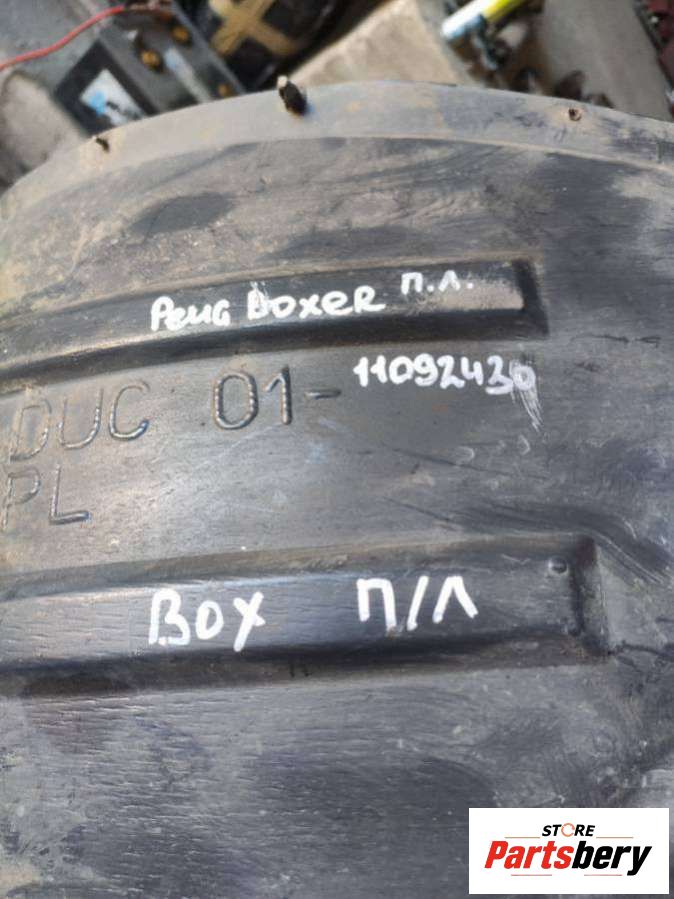 Peug Boxer П.Л.
11092430
DUC 01-
PL
BOX П/Л
STORE
Partsbery